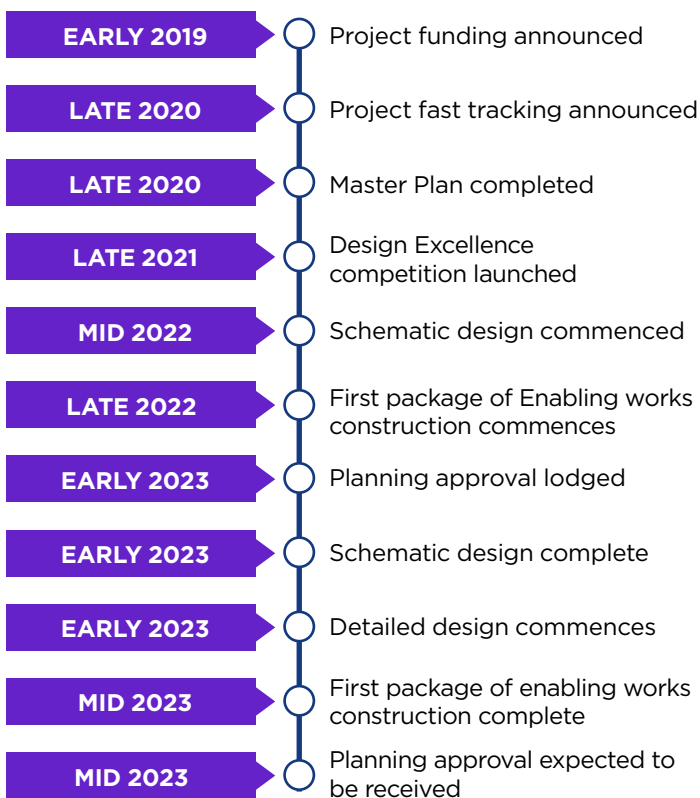 EARLY 2019
Project funding announced
LATE 2020
Project fast tracking announced
LATE 2020
Master Plan completed
LATE 2021
Design Excellence
competition launched
MID 2022
Schematic design commenced
LATE 2022
First package of Enabling works
construction commences
EARLY 2023
Planning approval lodged
EARLY 2023
Schematic design complete
EARLY 2023
Detailed design commences
MID 2023
First package of enabling works
construction complete
MID 2023
Planning approval expected to
be received